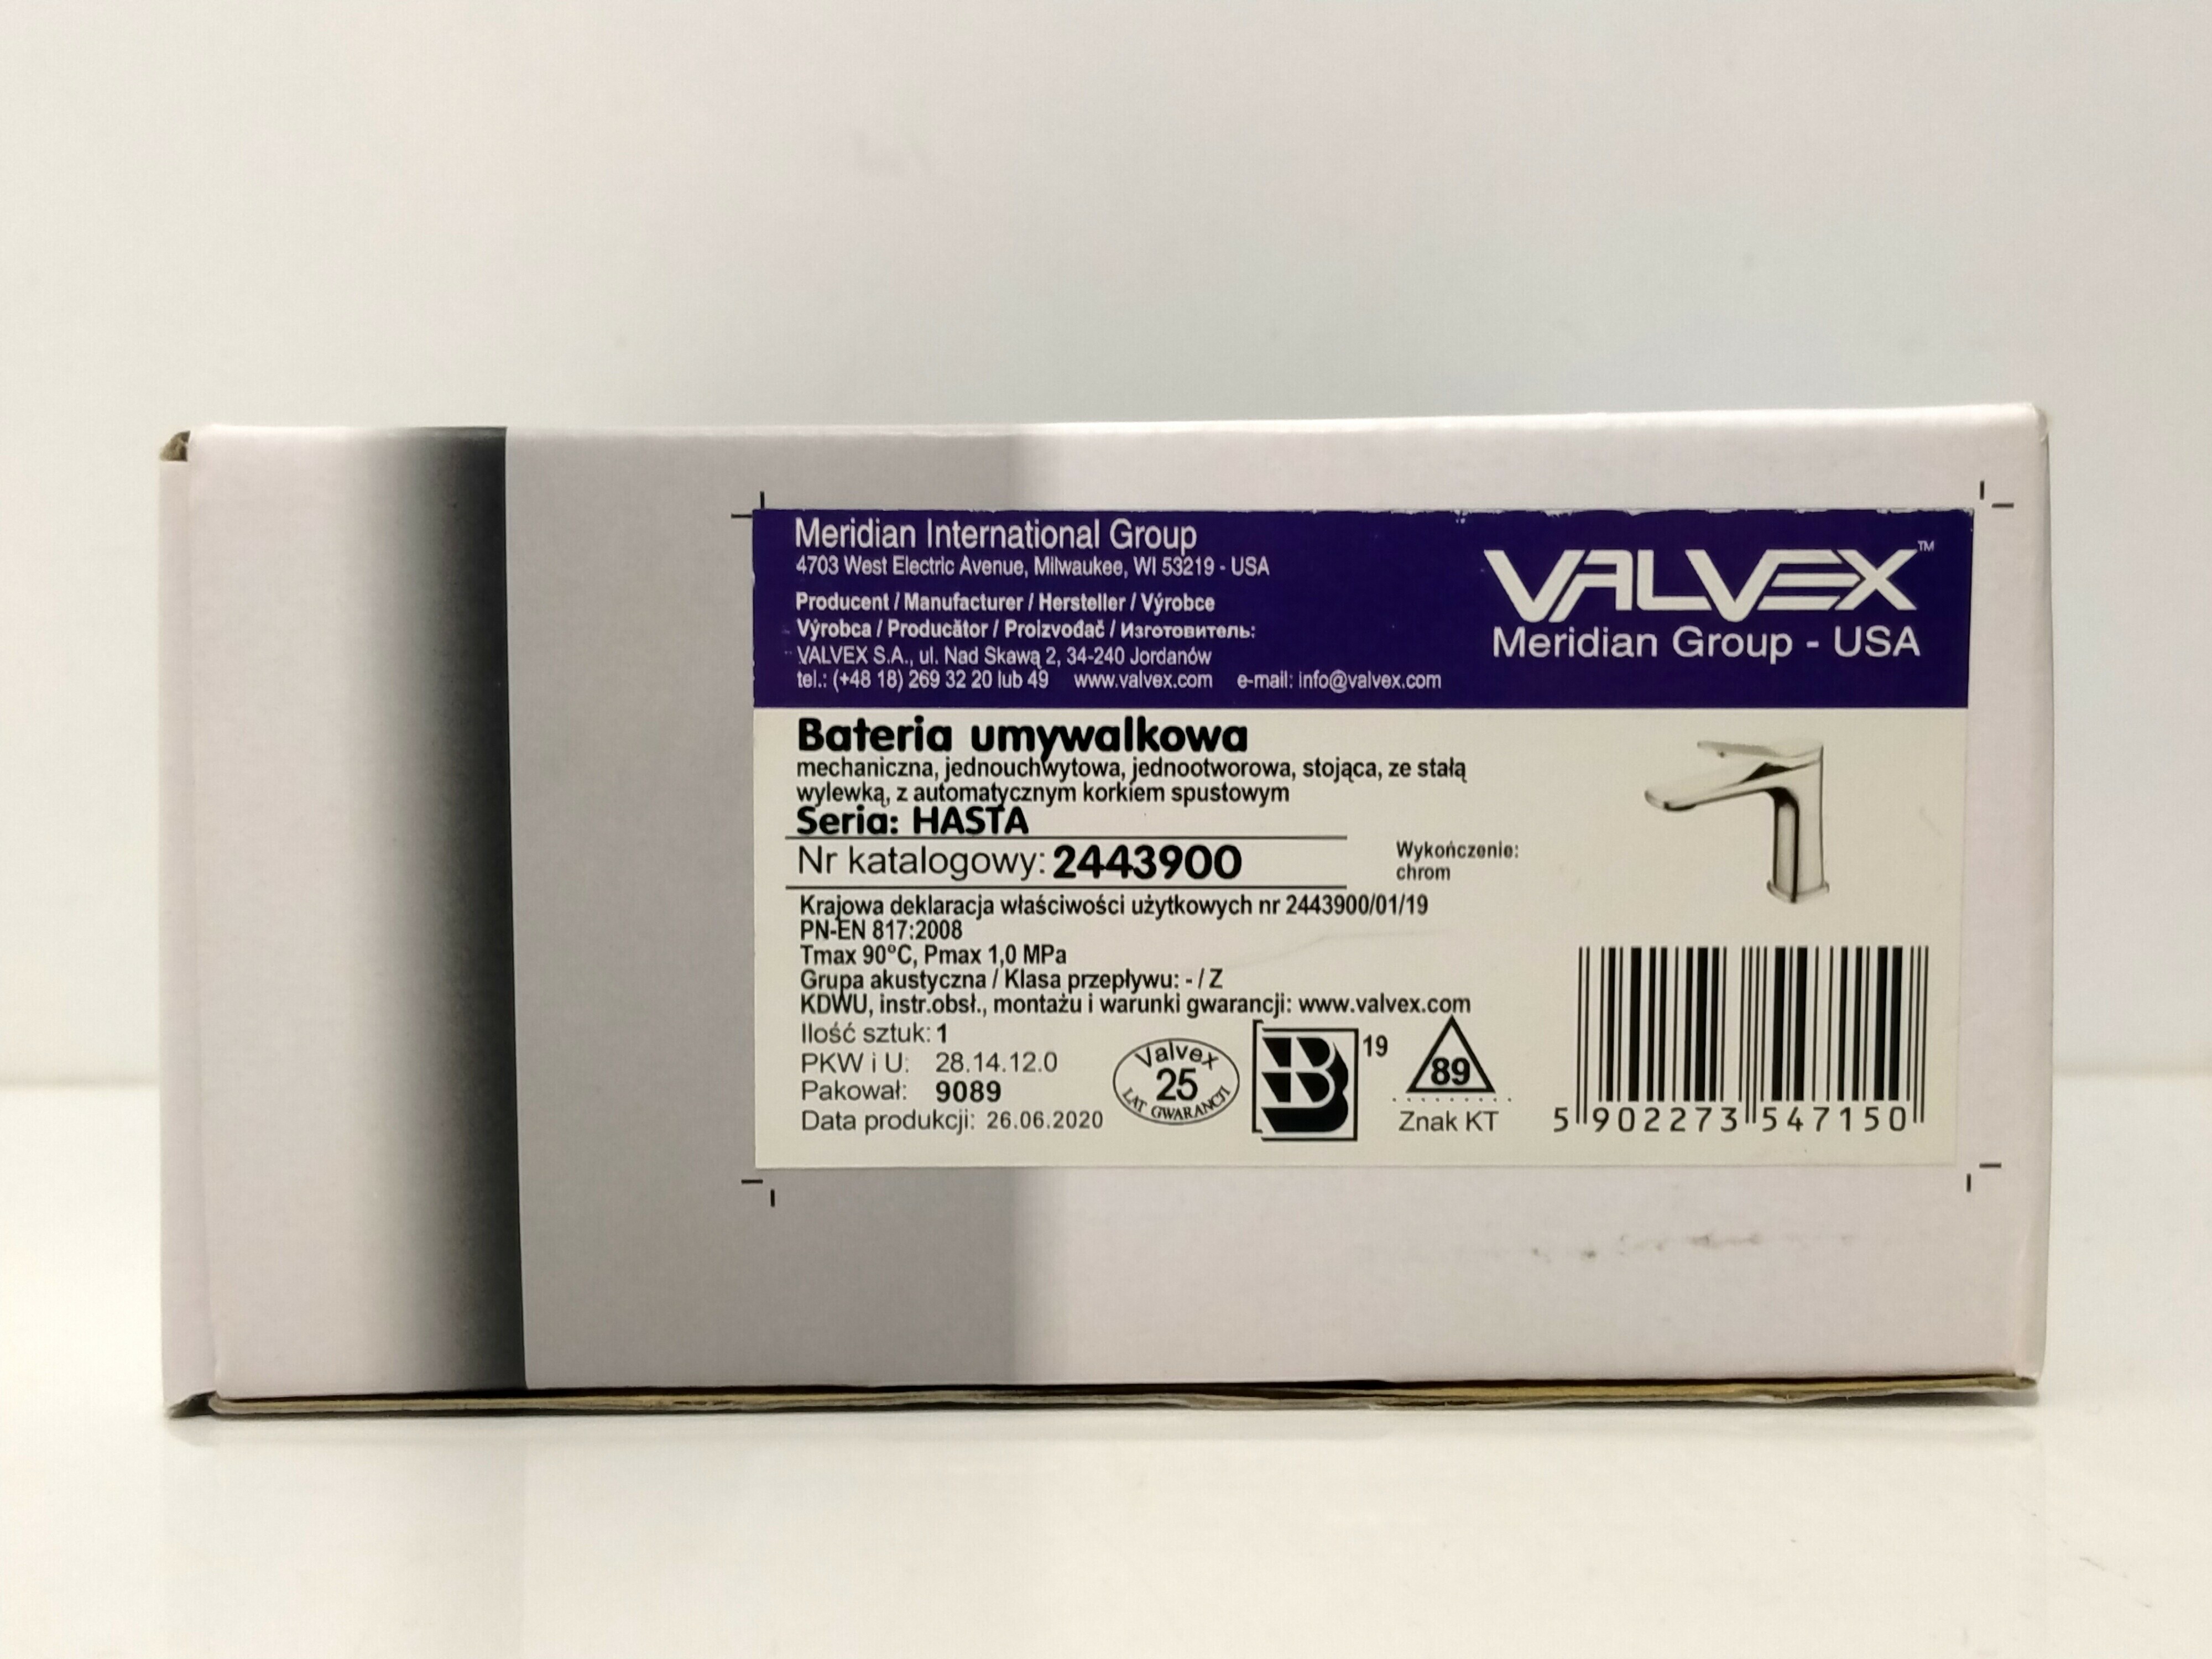 Meridian International Group
4703 West Electric Avenue, Milwaukee, WI 53219 - USA
Producent / Manufacturer / Hersteller / Výrobce
Výrobca / Producător / Proizvođač / Изготовитель:
VALVEX S.A., ul. Nad Skawą 2, 34-240 Jordanów
tel.: (+48 18) 269 32 20 lub 49 www.valvex.com e-mail: info@valvex.com
VALVEX™
Meridian Group - USA
Bateria umywalkowa
mechaniczna, jednouchwytowa, jednootworowa, stojąca, ze stałą
wylewką, z automatycznym korkiem spustowym
Seria: HASTA
Nr katalogowy: 2443900
Wykończenie:
chrom
Krajowa deklaracja właściwości użytkowych nr 2443900/01/19
PN-EN 817:2008
Tmax 90°C, Pmax 1,0 MPa
Grupa akustyczna / Klasa przepływu: - / Z
KDWU, instr.obsł., montażu i warunki gwarancji: www.valvex.com
Ilość sztuk: 1
PKW i U: 28.14.12.0
Pakował: 9089
Data produkcji: 26.06.2020
Valvex
25
LAT GWARANCJI
B
19
89
Znak KT
5 902273 547150